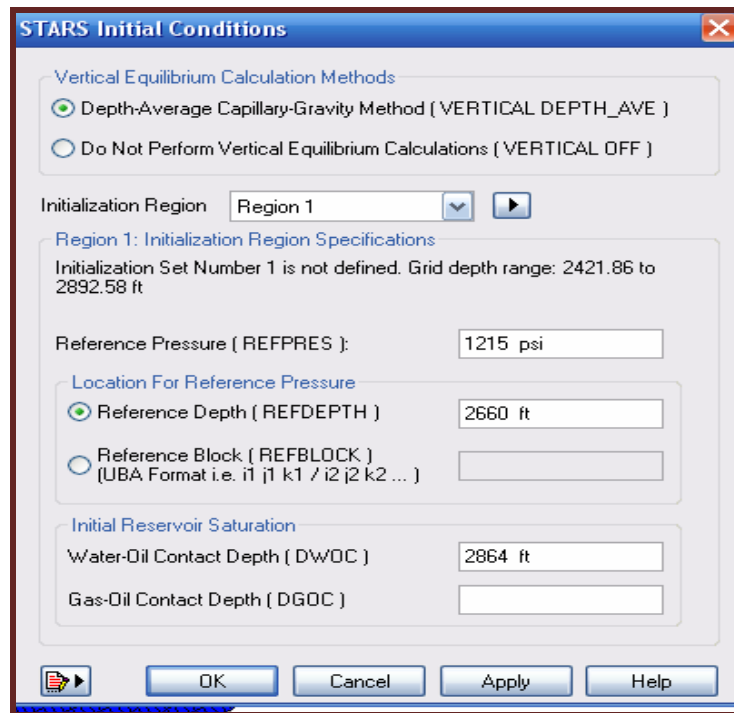 STARS Initial Conditions
Vertical Equilibrium Calculation Methods
Depth-Average Capillary-Gravity Method ( VERTICAL DEPTH_AVE )
Do Not Perform Vertical Equilibrium Calculations ( VERTICAL OFF )
Initialization Region Region 1
Region 1: Initialization Region Specifications
Initialization Set Number 1 is not defined. Grid depth range: 2421.86 to
2892.58 ft
Reference Pressure ( REFPRES ): 1215 psi
Location For Reference Pressure
Reference Depth ( REFDEPTH ) 2660 ft
Reference Block ( REFBLOCK )
(UBA Format i.e. i1 j1 k1 / i2 j2 k2 ... )
Initial Reservoir Saturation
Water-Oil Contact Depth ( DWOC ) 2864 ft
Gas-Oil Contact Depth ( DGOC )
OK Cancel Apply Help